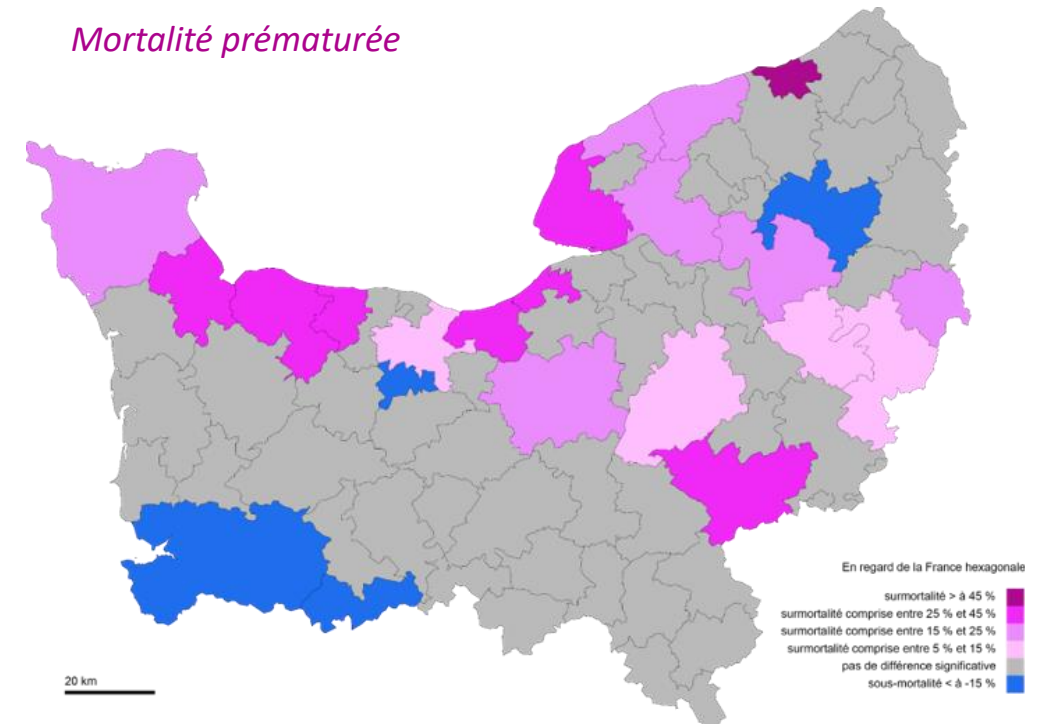 Mortalité prématurée
En regard de la France hexagonale
surmortalité > à 45 %
surmortalité comprise entre 25 % et 45 %
surmortalité comprise entre 15 % et 25 %
surmortalité comprise entre 5 % et 15 %
pas de différence significative
sous-mortalité < à -15 %
20 km